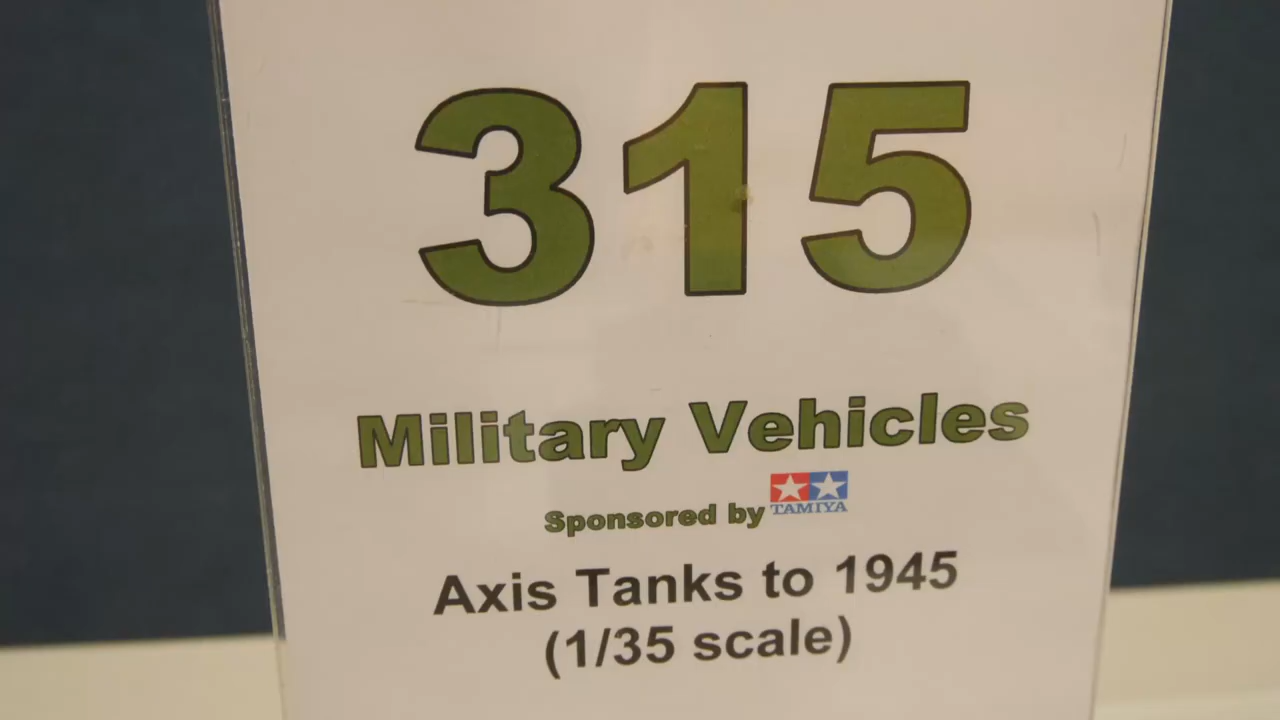 315
Military Vehicles
Sponsored by TAMIYA
Axis Tanks to 1945
(1/35 scale)